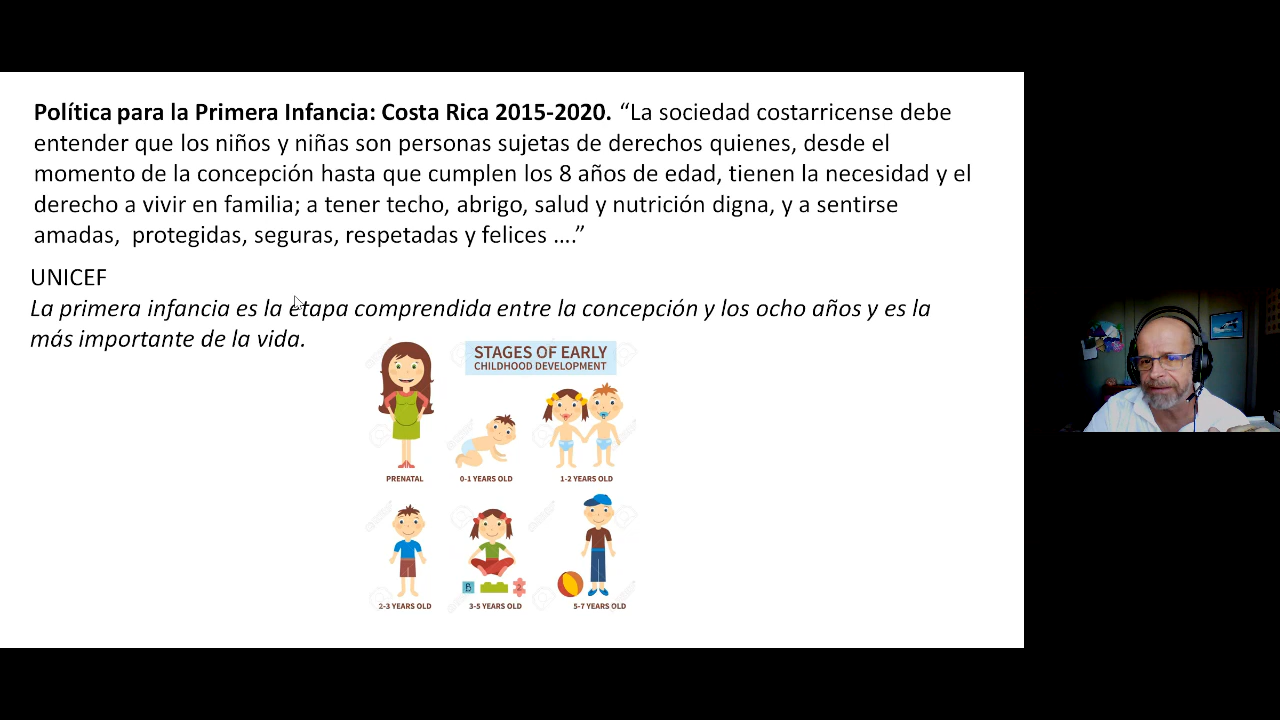 Política para la Primera Infancia: Costa Rica 2015-2020. “La sociedad costarricense debe
entender que los niños y niñas son personas sujetas de derechos quienes, desde el
momento de la concepción hasta que cumplen los 8 años de edad, tienen la necesidad y el
derecho a vivir en familia; a tener techo, abrigo, salud y nutrición digna, y a sentirse
amadas,  protegidas, seguras, respetadas y felices ....”
UNICEF
La primera infancia es la etapa comprendida entre la concepción y los ocho años y es la
más importante de la vida.
STAGES OF EARLY
CHILDHOOD DEVELOPMENT
PRENATAL
0-1 YEARS OLD
1-2 YEARS OLD
B
2-3 YEARS OLD
3-5 YEARS OLD
5-7 YEARS OLD